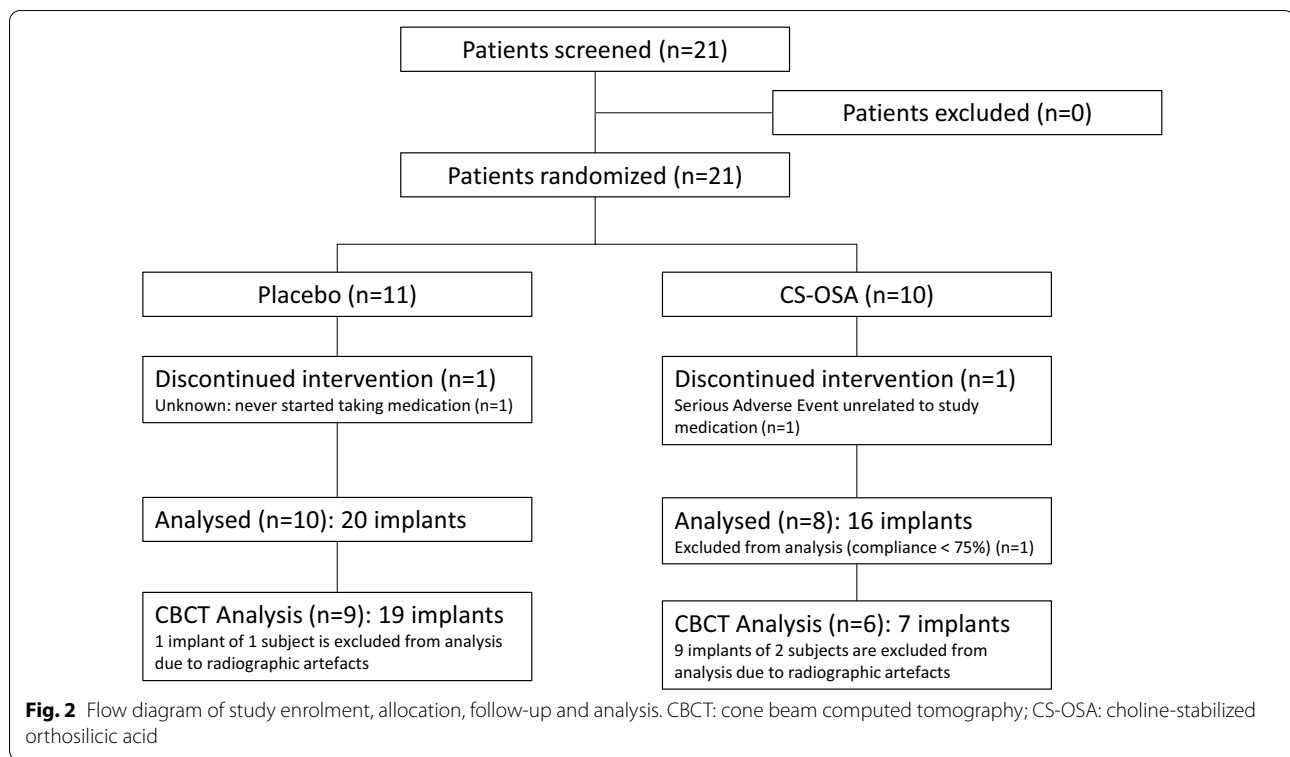 Patients screened (n=21)
Patients excluded (n=0)
Patients randomized (n=21)
Placebo (n=11)
CS-OSA (n=10)
Discontinued intervention (n=1)
Unknown: never started taking medication (n=1)
Discontinued intervention (n=1)
Serious Adverse Event unrelated to study
medication (n=1)
Analysed (n=10): 20 implants
Analysed (n=8): 16 implants
Excluded from analysis (compliance < 75%) (n=1)
CBCT Analysis (n=9): 19 implants
1 implant of 1 subject is excluded from analysis
due to radiographic artefacts
CBCT Analysis (n=6): 7 implants
9 implants of 2 subjects are excluded from
analysis due to radiographic artefacts
Fig. 2 Flow diagram of study enrolment, allocation, follow-up and analysis. CBCT: cone beam computed tomography; CS-OSA: choline-stabilized
orthosilicic acid